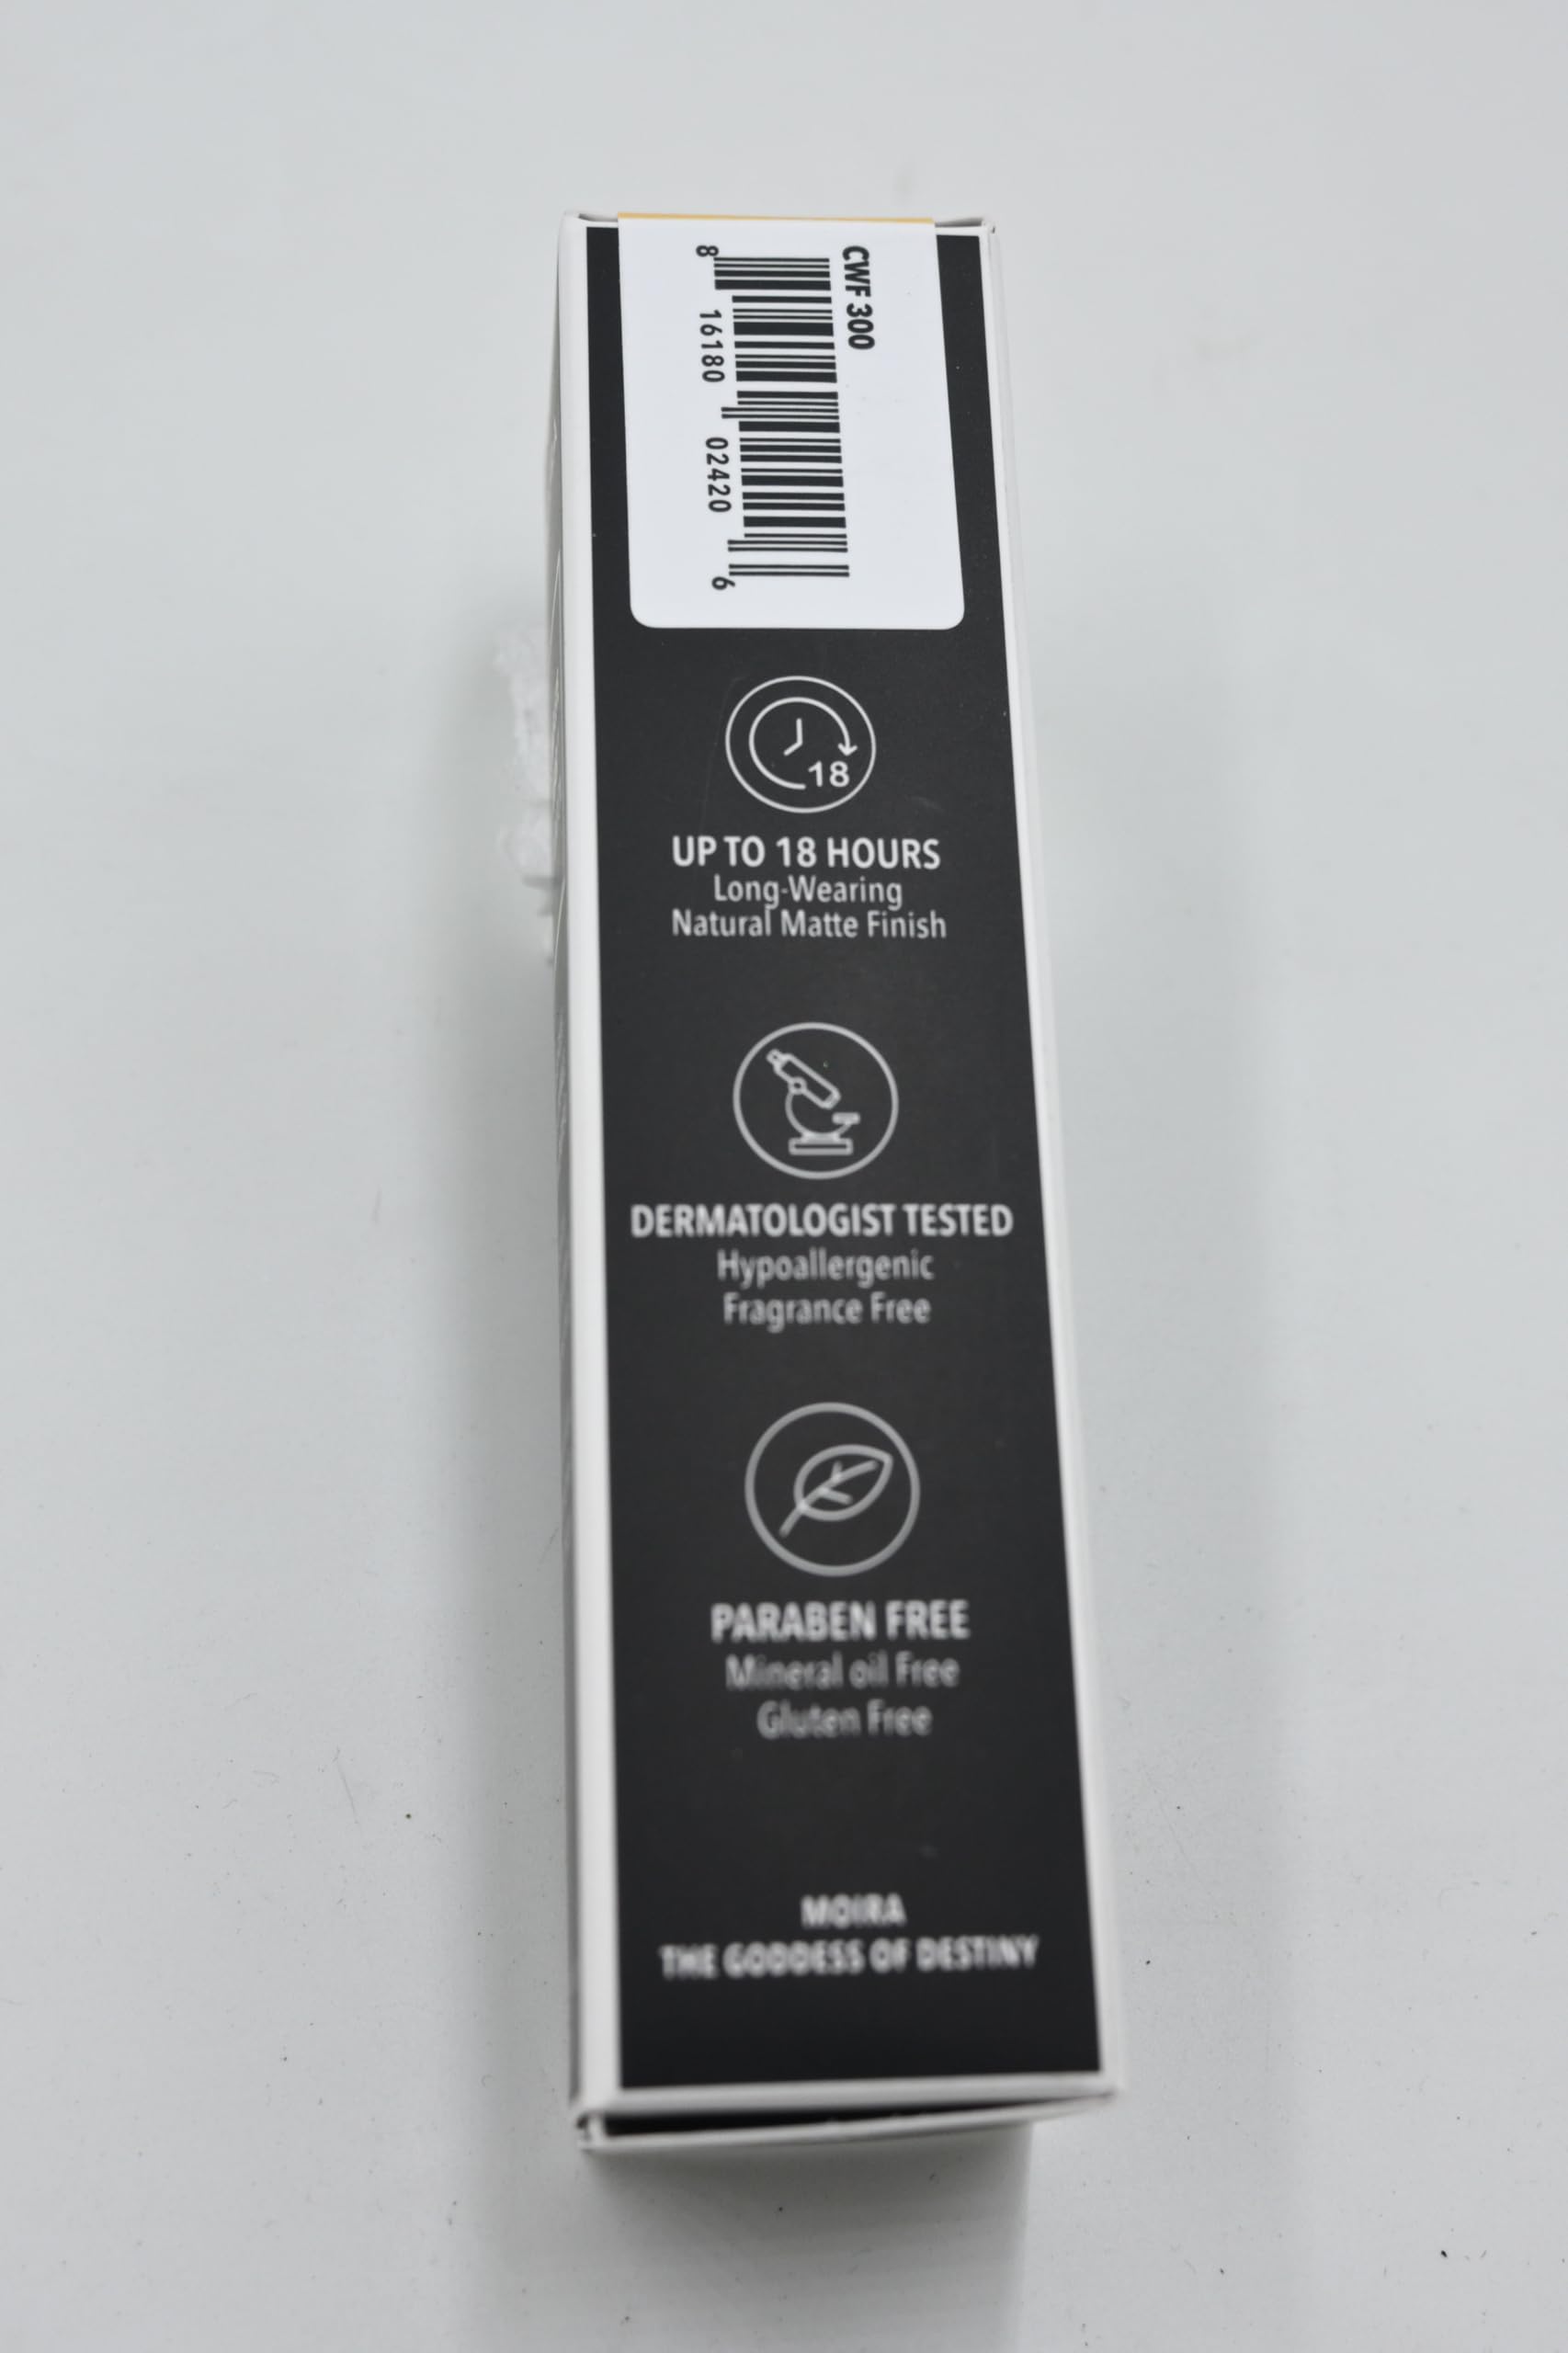 CWF 300
8 16180 02420 6
18
UP TO 18 HOURS
Long-Wearing
Natural Matte Finish
DERMATOLOGIST TESTED
Hypoallergenic
Fragrance Free
PARABEN FREE
Mineral oil Free
Gluten Free
MOIRA
THE GODDESS OF DESTINY